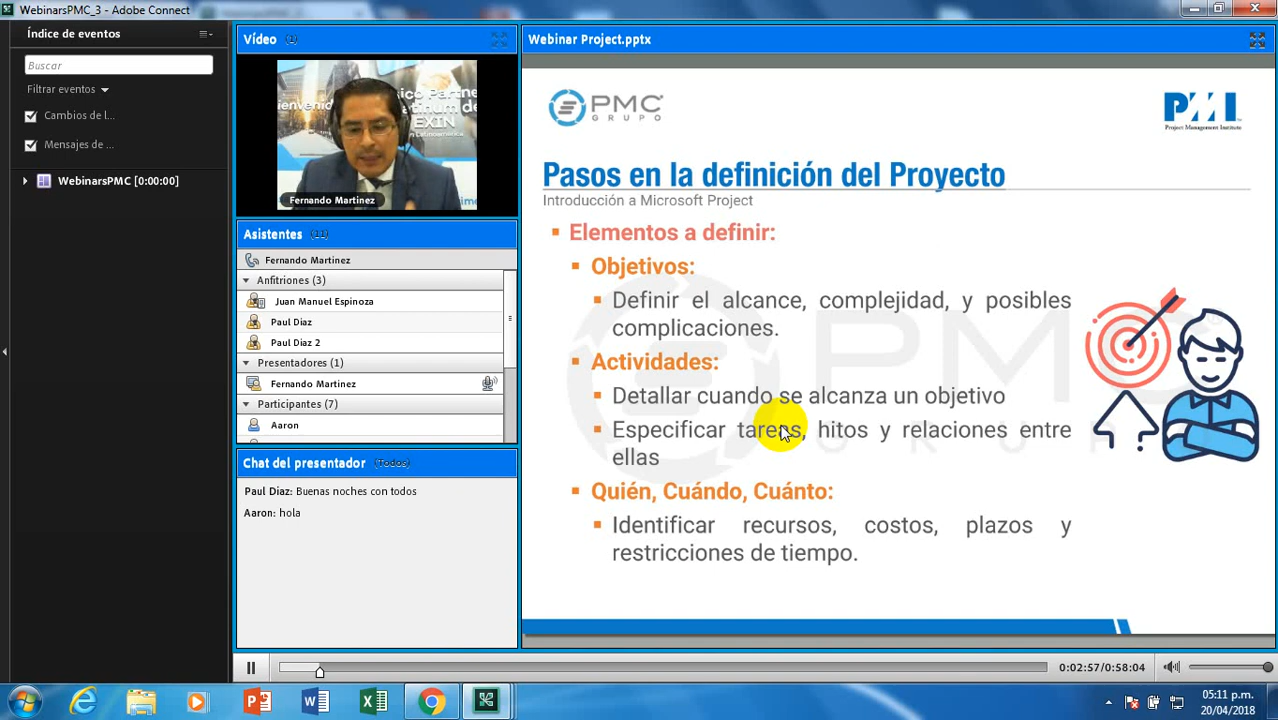 WebinarsPMC_3 - Adobe Connect
Índice de eventos
Buscar
Filtrar eventos
Cambios de l...
Mensajes de ...
WebinarsPMC [0:00:00]
Vídeo (1)
EXIN
Fernando Martinez
Asistentes (11)
Fernando Martinez
Anfitriones (3)
Juan Manuel Espinoza
Paul Diaz
Paul Diaz 2
Presentadores (1)
Fernando Martinez
Participantes (7)
Aaron
Chat del presentador (Todos)
Paul Diaz: Buenas noches con todos
Aaron: hola
Webinar Project.pptx
PMC
GRUPO
PMI
Project Management Institute
Pasos en la definición del Proyecto
Introducción a Microsoft Project
Elementos a definir:
Objetivos:
Definir el alcance, complejidad, y posibles
complicaciones.
Actividades:
Detallar cuando se alcanza un objetivo
Especificar tareas, hitos y relaciones entre
ellas
Quién, Cuándo, Cuánto:
Identificar recursos, costos, plazos y
restricciones de tiempo.
0:02:57/0:58:04
05:11 p.m.
20/04/2018